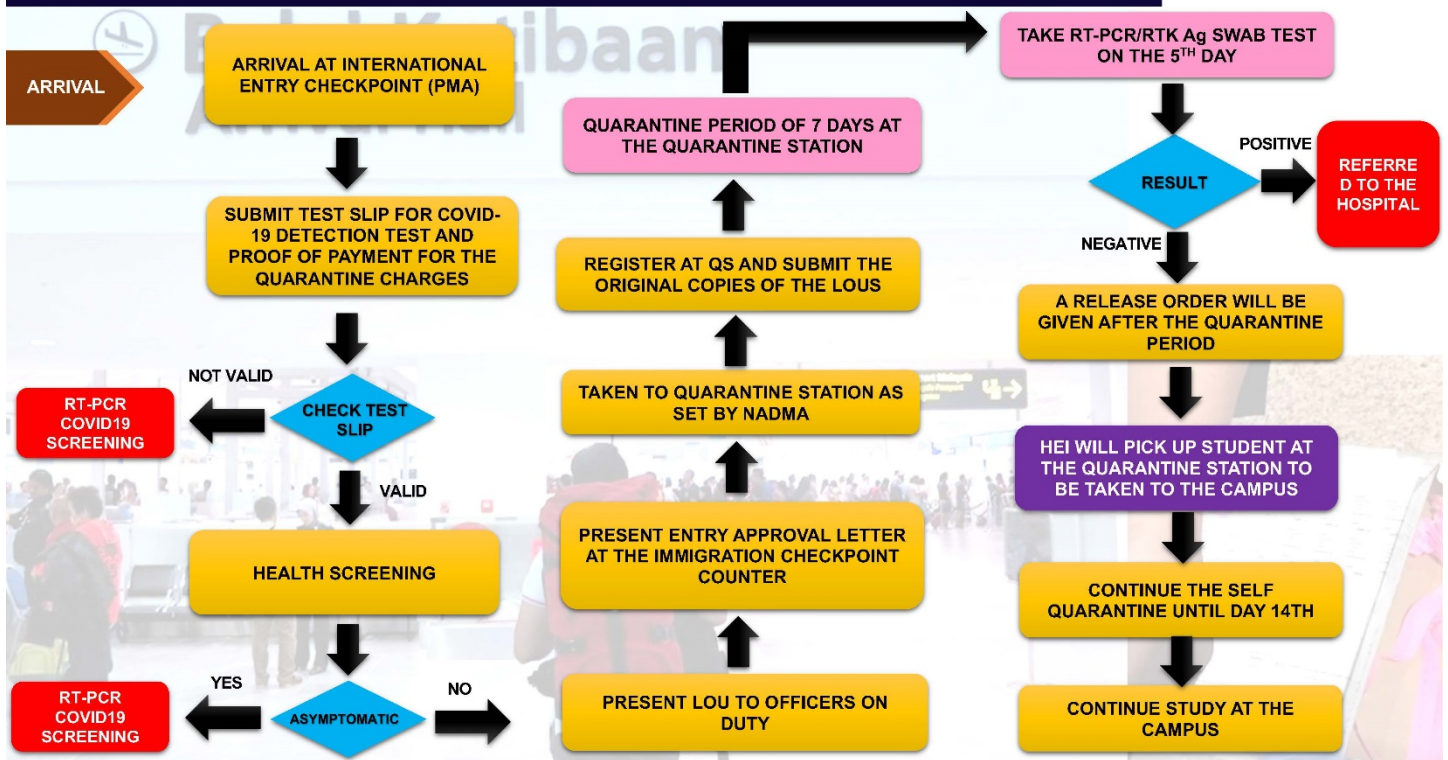 ARRIVAL
ARRIVAL AT INTERNATIONAL
ENTRY CHECKPOINT (PMA)
SUBMIT TEST SLIP FOR COVID-
19 DETECTION TEST AND
PROOF OF PAYMENT FOR THE
QUARANTINE CHARGES
CHECK TEST
SLIP
NOT VALID
RT-PCR
COVID19
SCREENING
VALID
HEALTH SCREENING
ASYMPTOMATIC
YES
RT-PCR
COVID19
SCREENING
NO
PRESENT LOU TO OFFICERS ON
DUTY
PRESENT ENTRY APPROVAL LETTER
AT THE IMMIGRATION CHECKPOINT
COUNTER
TAKEN TO QUARANTINE STATION AS
SET BY NADMA
REGISTER AT QS AND SUBMIT THE
ORIGINAL COPIES OF THE LOUS
QUARANTINE PERIOD OF 7 DAYS AT
THE QUARANTINE STATION
TAKE RT-PCR/RTK Ag SWAB TEST
ON THE 5TH DAY
RESULT
POSITIVE
REFERRE
D TO THE
HOSPITAL
NEGATIVE
A RELEASE ORDER WILL BE
GIVEN AFTER THE QUARANTINE
PERIOD
HEI WILL PICK UP STUDENT AT
THE QUARANTINE STATION TO
BE TAKEN TO THE CAMPUS
CONTINUE THE SELF
QUARANTINE UNTIL DAY 14TH
CONTINUE STUDY AT THE
CAMPUS